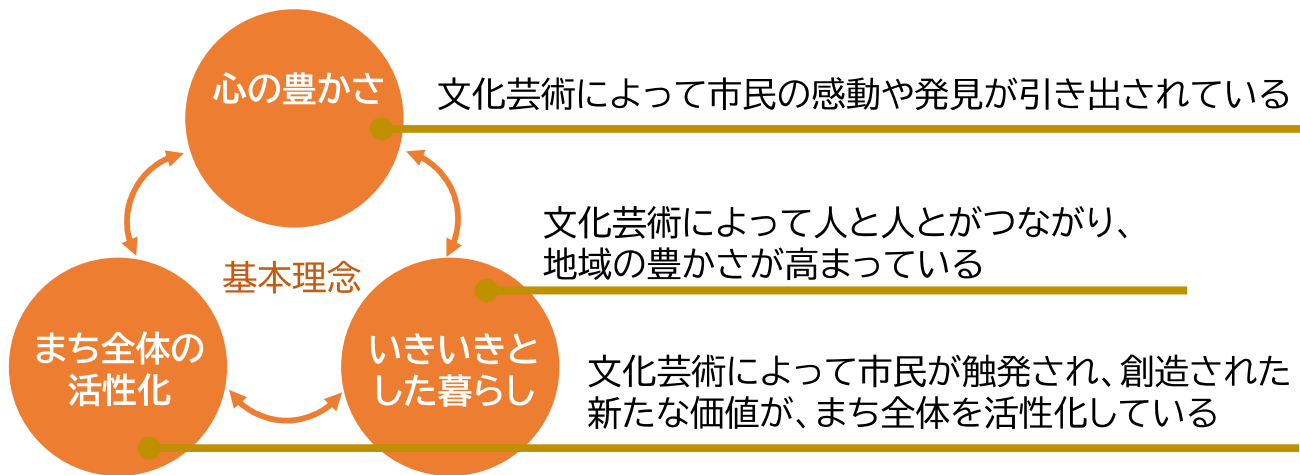 心の豊かさ
文化芸術によって市民の感動や発見が引き出されている
文化芸術によって人と人とがつながり、
地域の豊かさが高まっている
基本理念
まち全体の
活性化
いきいきと
した暮らし
文化芸術によって市民が触発され、創造された
新たな価値が、まち全体を活性化している